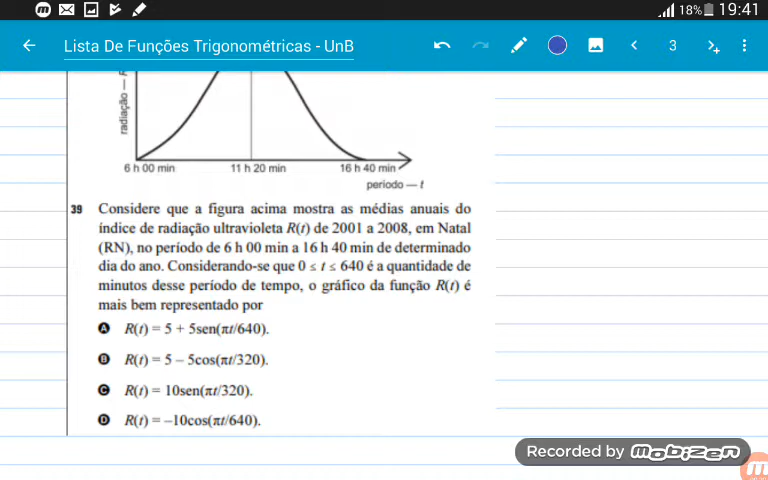 18% 19:41
Lista De Funções Trigonométricas - UnB
3
radiação —
6 h 00 min 11 h 20 min 16 h 40 min
período — t
39 Considere que a figura acima mostra as médias anuais do
índice de radiação ultravioleta R(t) de 2001 a 2008, em Natal
(RN), no período de 6 h 00 min a 16 h 40 min de determinado
dia do ano. Considerando-se que 0 ≤ t ≤ 640 é a quantidade de
minutos desse período de tempo, o gráfico da função R(t) é
mais bem representado por
A R(t) = 5 + 5sen(πt/640).
B R(t) = 5 – 5cos(πt/320).
C R(t) = 10sen(πt/320).
D R(t) = –10cos(πt/640).
Recorded by mobizen